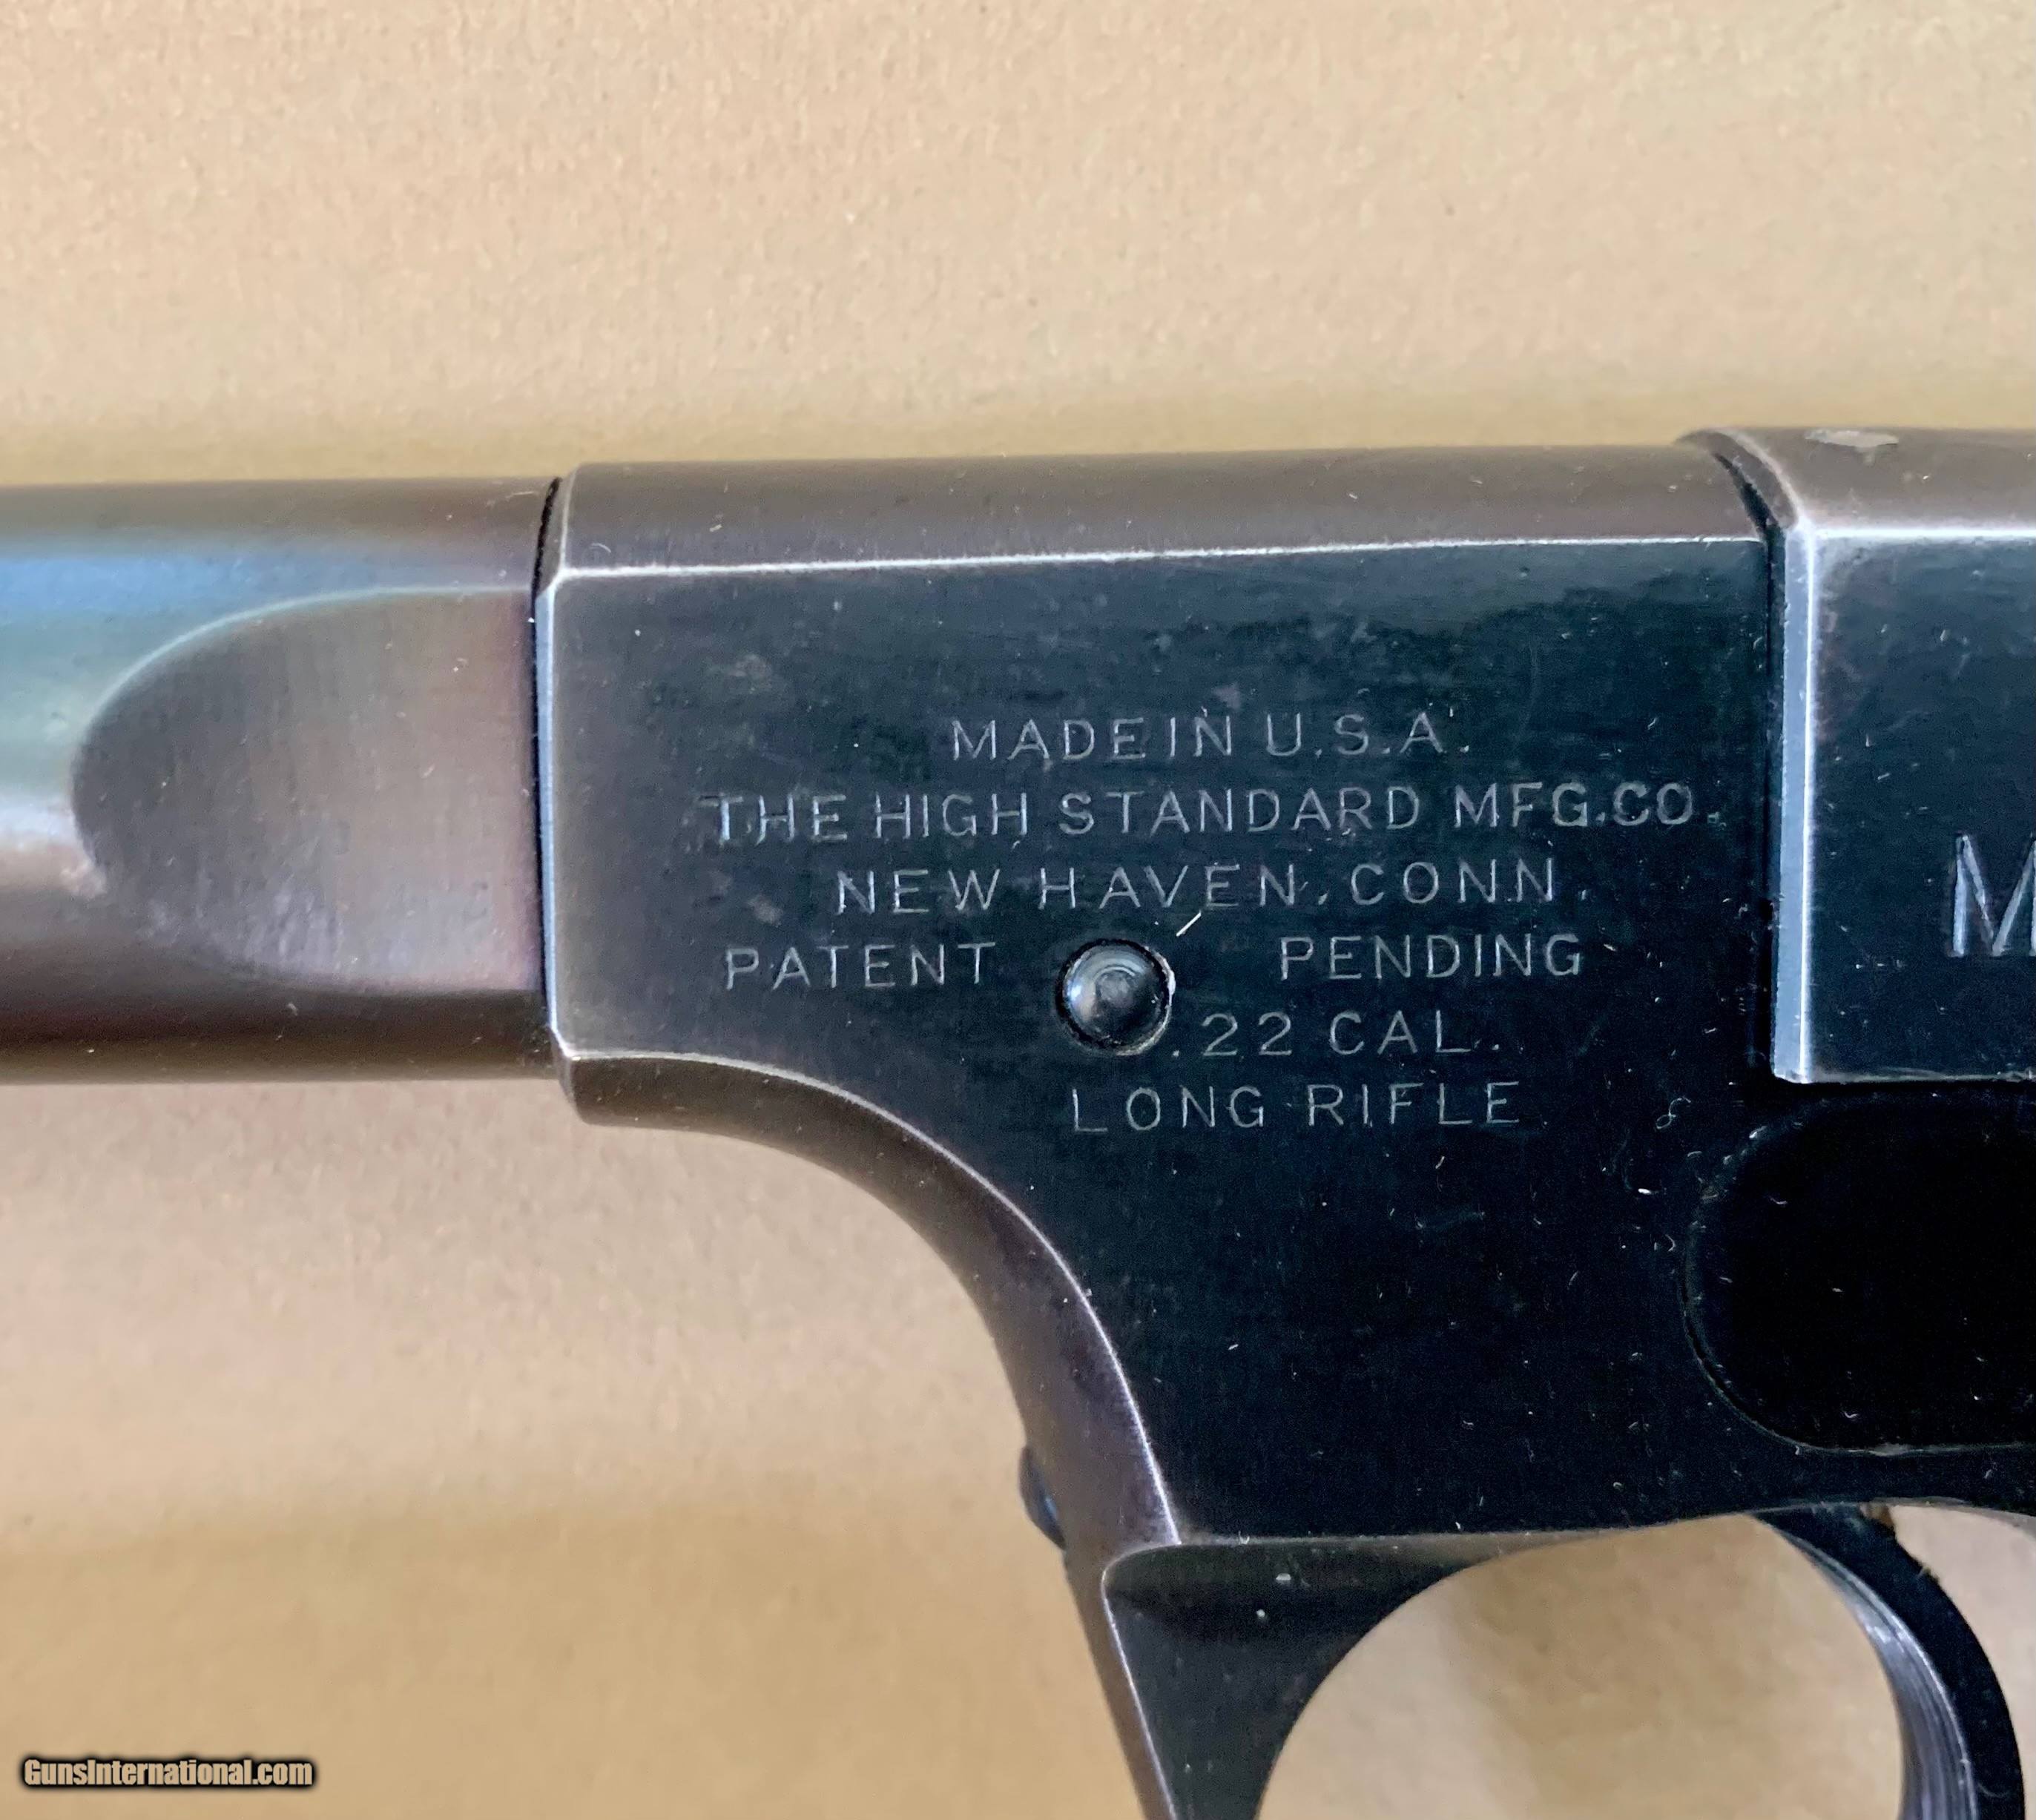 MADE IN U.S.A.
THE HIGH STANDARD MFG.CO.
NEW HAVEN, CONN.
PATENT PENDING
.22 CAL.
LONG RIFLE
M
GunsInternational.com